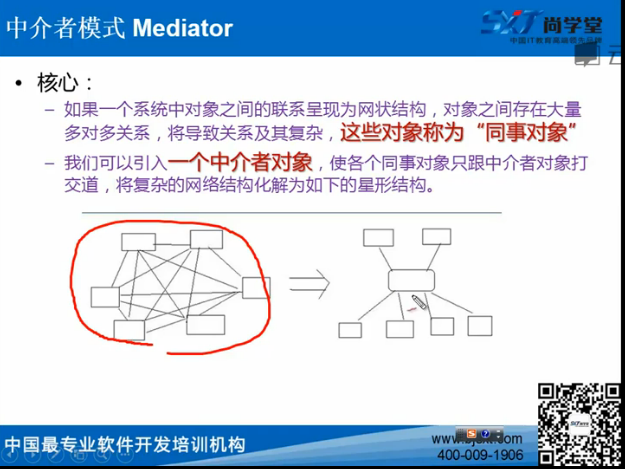 中介者模式 Mediator
SXT 尚学堂
中国IT教育高端领先品牌
• 核心：
– 如果一个系统中对象之间的联系呈现为网状结构，对象之间存在大量
多对多关系，将导致关系及其复杂，这些对象称为“同事对象”
– 我们可以引入一个中介者对象，使各个同事对象只跟中介者对象打
交道，将复杂的网络结构化解为如下的星形结构。
中国最专业软件开发培训机构
400-009-1906